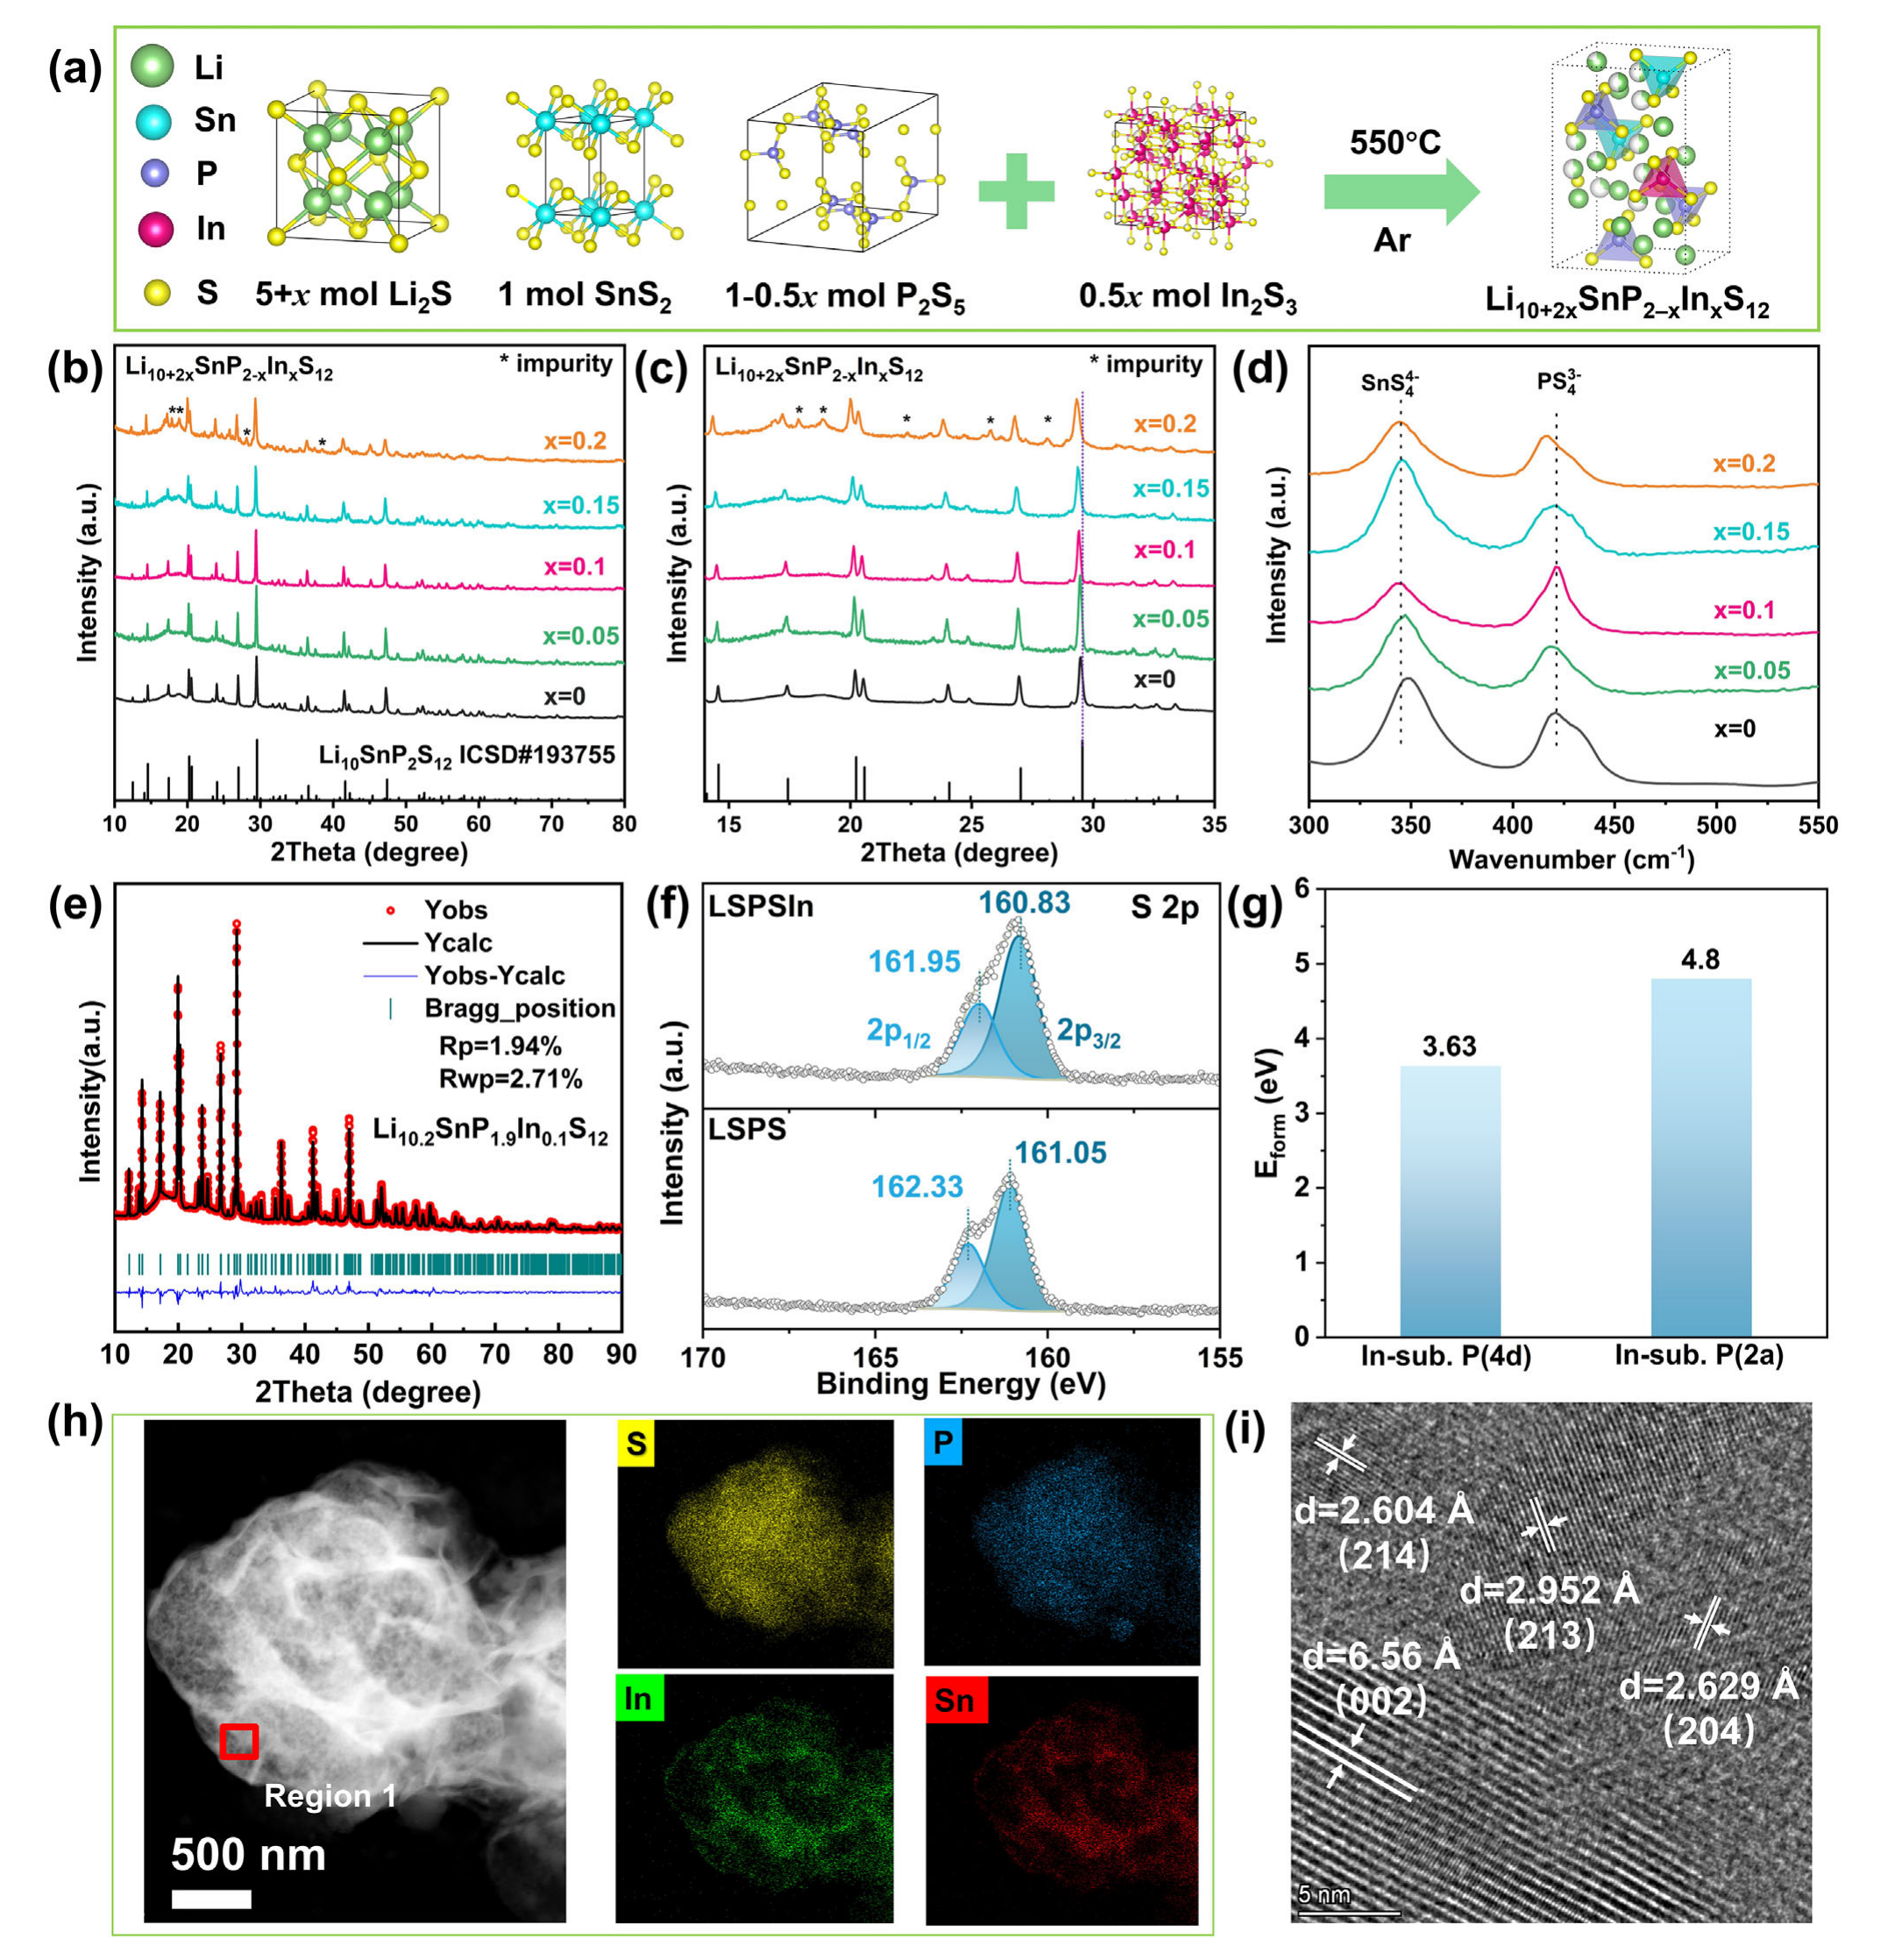 (a)
Li
Sn
P
In
S
5+x mol Li₂S
1 mol SnS₂
1-0.5x mol P₂S₅
0.5x mol In₂S₃
550°C
Ar
Li₁₀₊₂ₓSnP₂₋ₓInₓS₁₂
(b)
Li₁₀₊₂ₓSnP₂₋ₓInₓS₁₂
* impurity
**
*
*
x=0.2
x=0.15
x=0.1
x=0.05
x=0
Li₁₀SnP₂S₁₂ ICSD#193755
Intensity (a.u.)
10 20 30 40 50 60 70 80
2Theta (degree)
(c)
Li₁₀₊₂ₓSnP₂₋ₓInₓS₁₂
* impurity
* * * * *
x=0.2
x=0.15
x=0.1
x=0.05
x=0
Intensity (a.u.)
15 20 25 30 35
2Theta (degree)
(d)
SnS₄⁴⁻
PS₄³⁻
x=0.2
x=0.15
x=0.1
x=0.05
x=0
Intensity (a.u.)
300 350 400 450 500 550
Wavenumber (cm⁻¹)
(e)
Yobs
Ycalc
Yobs-Ycalc
Bragg_position
Rp=1.94%
Rwp=2.71%
Li₁₀.₂SnP₁.₉In₀.₁S₁₂
Intensity(a.u.)
10 20 30 40 50 60 70 80 90
2Theta (degree)
(f)
LSPSIn
160.83
S 2p
161.95
2p₁/₂
2p₃/₂
LSPS
161.05
162.33
Intensity (a.u.)
170 165 160 155
Binding Energy (eV)
(g)
6
5
4
3
2
1
0
E_form (eV)
3.63
4.8
In-sub. P(4d)
In-sub. P(2a)
(h)
Region 1
500 nm
S
P
In
Sn
(i)
d=2.604 Å
(214)
d=2.952 Å
(213)
d=6.56 Å
(002)
d=2.629 Å
(204)
5 nm